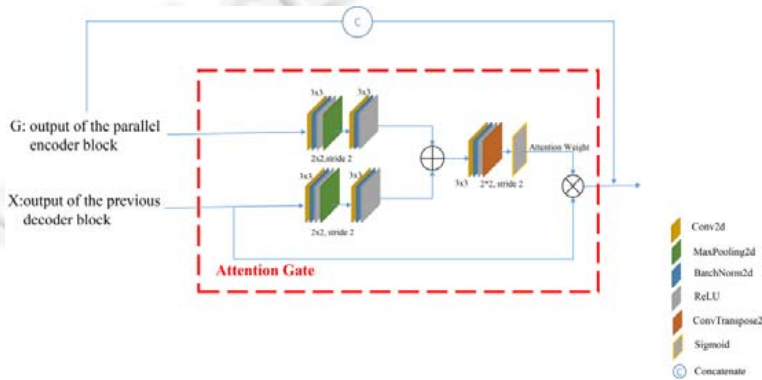 C
3x3
3x3
G: output of the parallel
encoder block
2x2,stride 2
Attention Weight
3x3
3x3
3x3
2*2, stride 2
X:output of the previous
decoder block
2x2, stride 2
Attention Gate
Conv2d
MaxPooling2d
BatchNorm2d
ReLU
ConvTranspose2
Sigmoid
C Concatenate